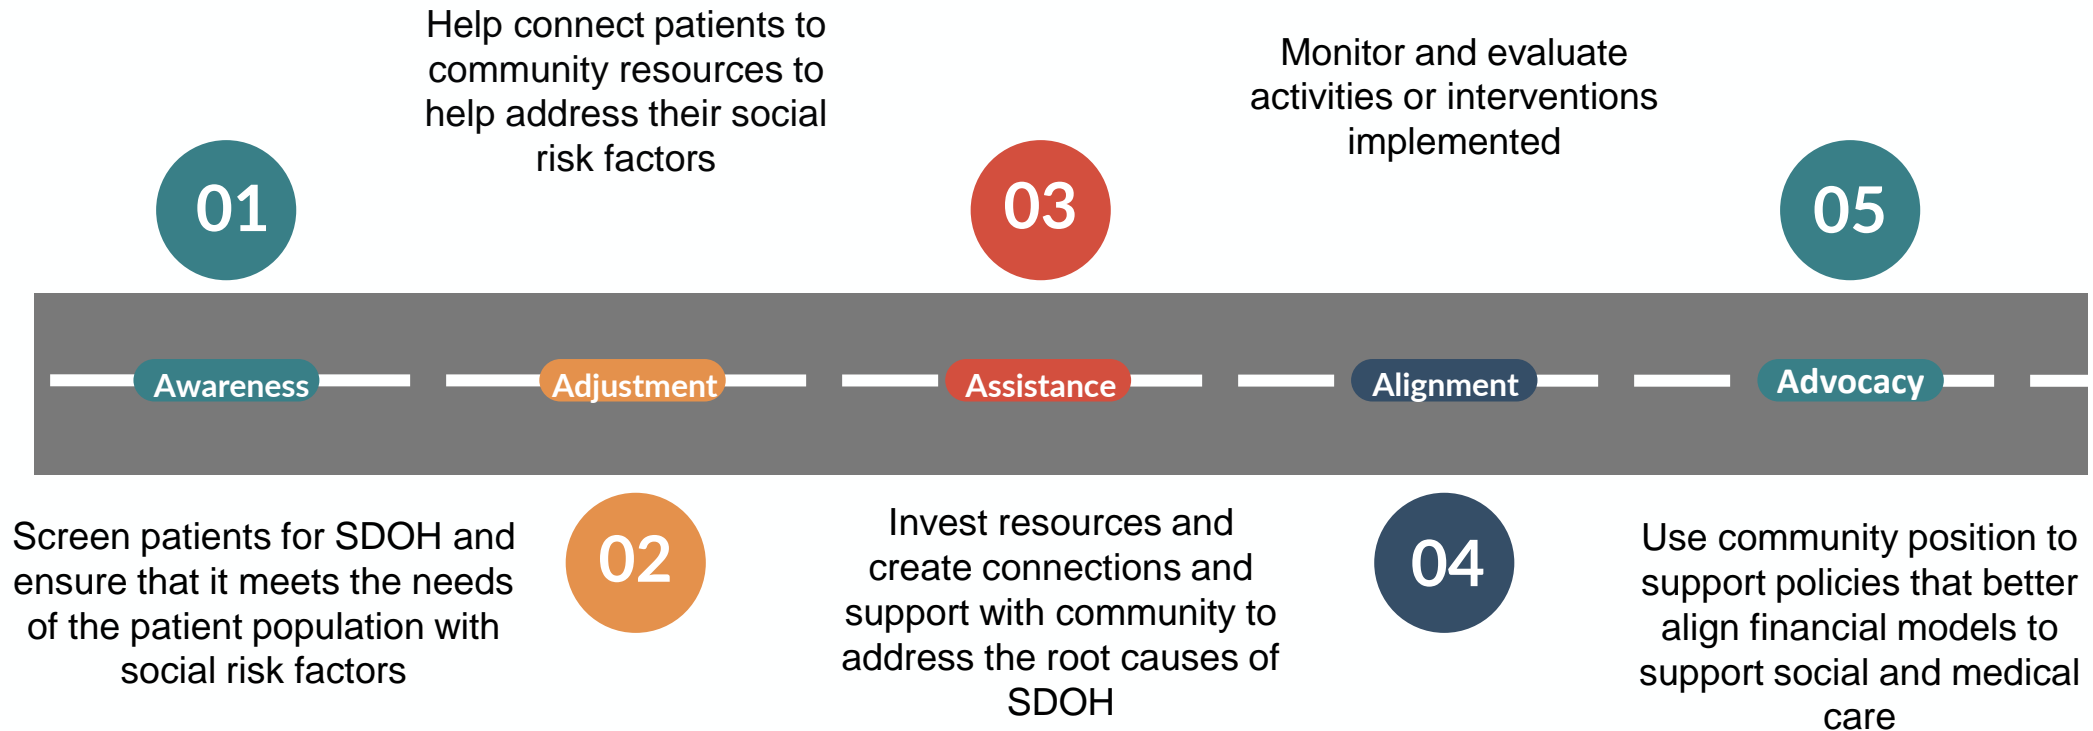 01
Awareness
Screen patients for SDOH and
ensure that it meets the needs
of the patient population with
social risk factors
Help connect patients to
community resources to
help address their social
risk factors
Adjustment
02
03
Assistance
Invest resources and
create connections and
support with community to
address the root causes of
SDOH
Monitor and evaluate
activities or interventions
implemented
Alignment
04
05
Advocacy
Use community position to
support policies that better
align financial models to
support social and medical
care